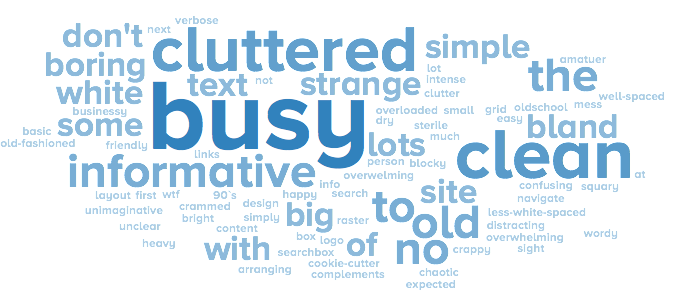 verbose
don't next cluttered simple
boring text not strange lot intense the amatuer
white clutter well-spaced
businessy busy overloaded small grid oldschool mess
basic some dry sterile easy bland
old-fashioned friendly links lots much clean
informative person blocky at
info overwelming confusing squary
layout first wtf 90`s happy search to site navigate
unimaginative crammed design big raster old less-white-spaced
bright simply distracting
unclear content box logo of no overwhelming wordy
heavy with searchbox crappy sight
arranging cookie-cutter chaotic
complements expected